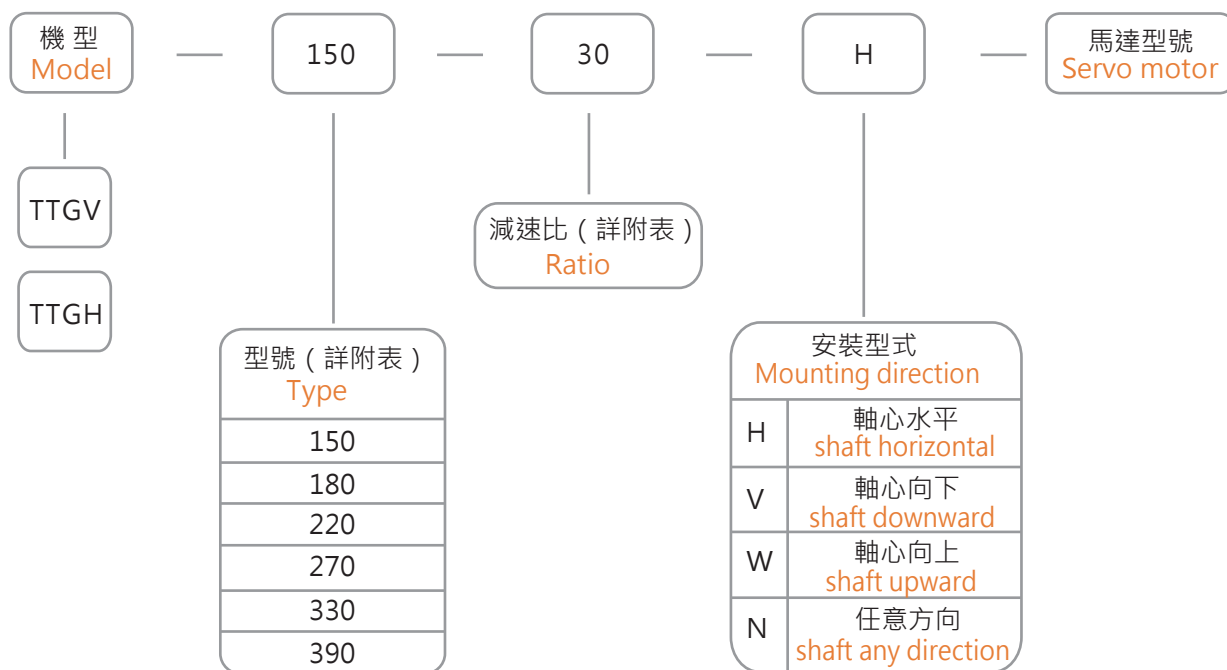 機 型
Model
150
30
H
馬達型號
Servo motor
TTGV
TTGH
減速比（詳附表）
Ratio
型號（詳附表）
Type
150
180
220
270
330
390
安裝型式
Mounting direction
H
軸心水平
shaft horizontal
V
軸心向下
shaft downward
W
軸心向上
shaft upward
N
任意方向
shaft any direction